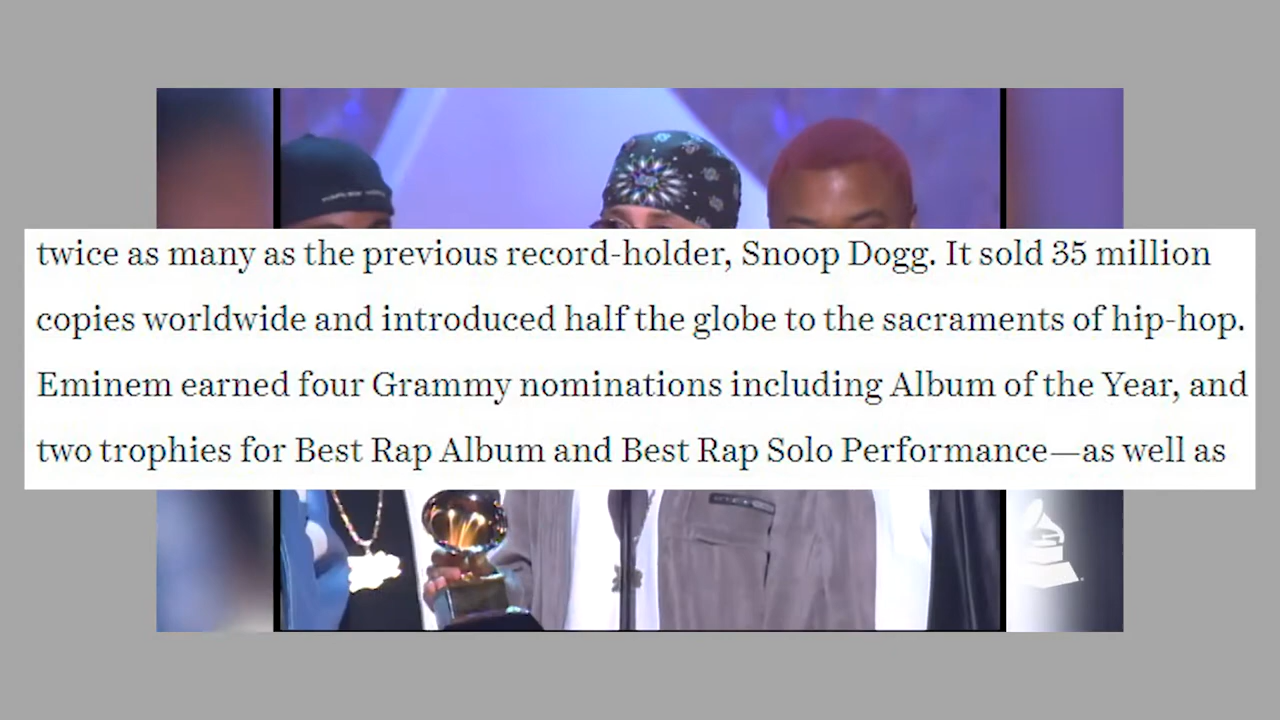 twice as many as the previous record-holder, Snoop Dogg. It sold 35 million
copies worldwide and introduced half the globe to the sacraments of hip-hop.
Eminem earned four Grammy nominations including Album of the Year, and
two trophies for Best Rap Album and Best Rap Solo Performance—as well as